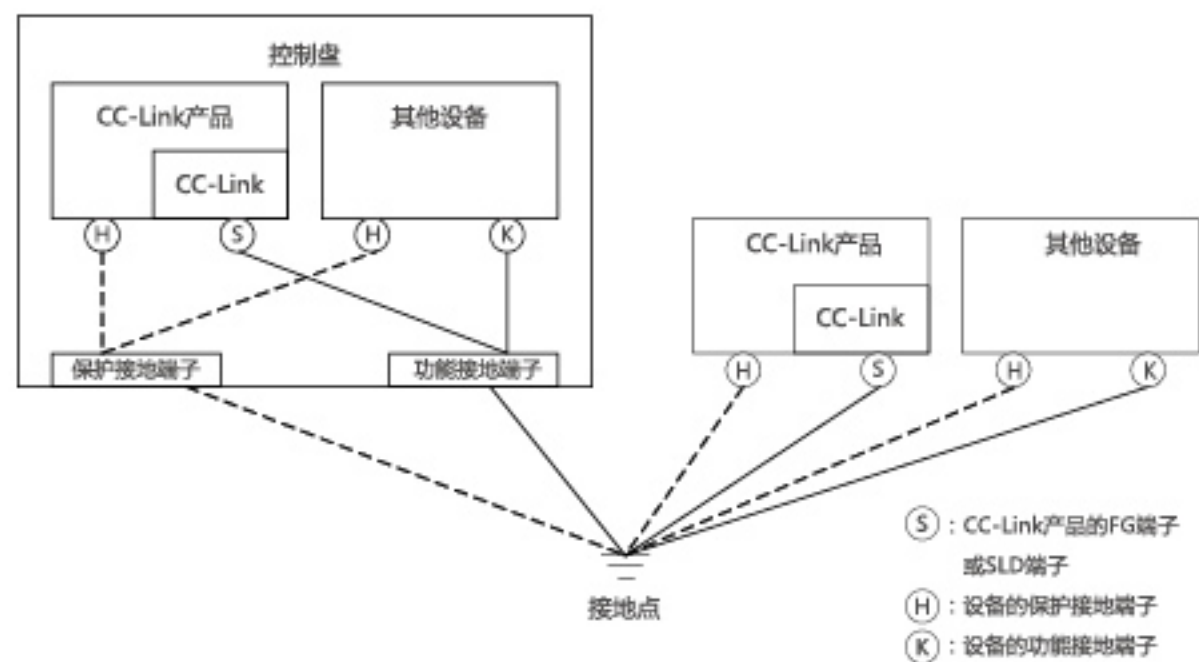 控制盘
CC-Link产品
其他设备
CC-Link
H
S
H
K
保护接地端子
功能接地端子
CC-Link产品
其他设备
CC-Link
H
S
H
K
接地点
S：CC-Link产品的FG端子
或SLD端子
H：设备的保护接地端子
K：设备的功能接地端子